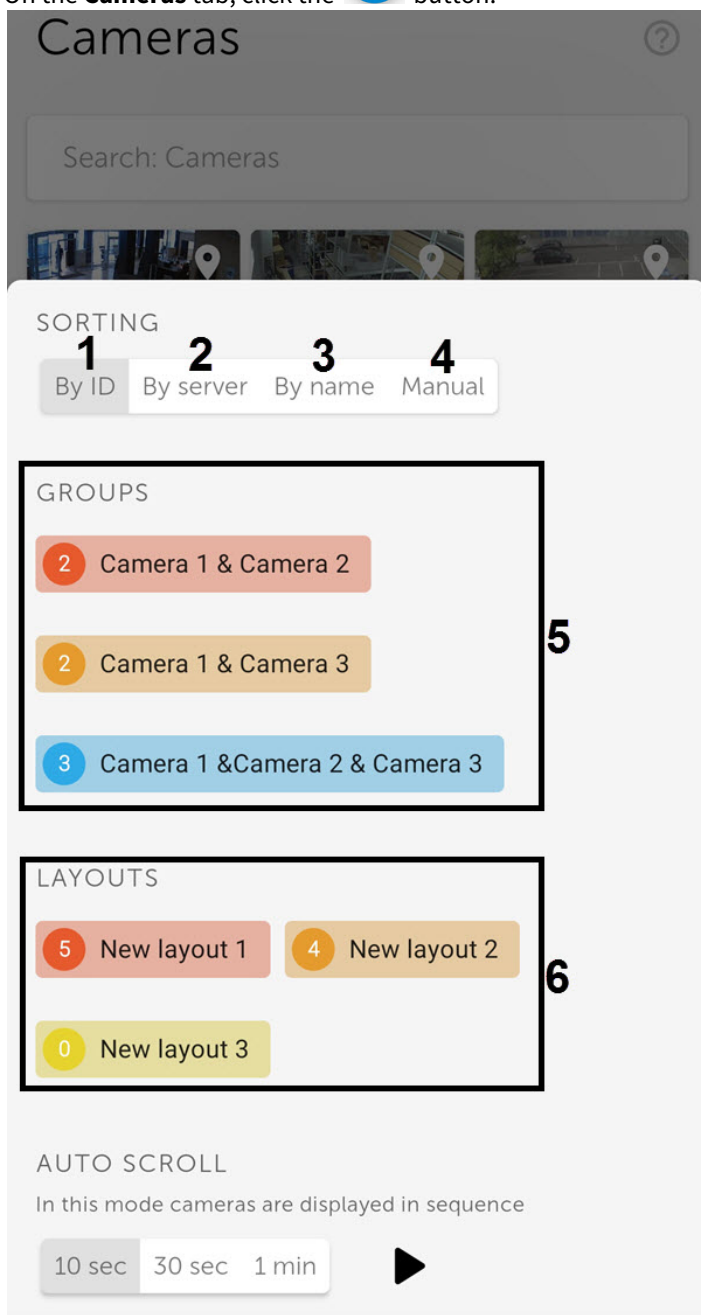 On the Cameras tab, click the button.
Cameras
?
Search: Cameras
SORTING
1 2 3 4
By ID By server By name Manual
GROUPS
2 Camera 1 & Camera 2
2 Camera 1 & Camera 3
5
3 Camera 1 &Camera 2 & Camera 3
LAYOUTS
5 New layout 1 4 New layout 2
6
0 New layout 3
AUTO SCROLL
In this mode cameras are displayed in sequence
10 sec 30 sec 1 min